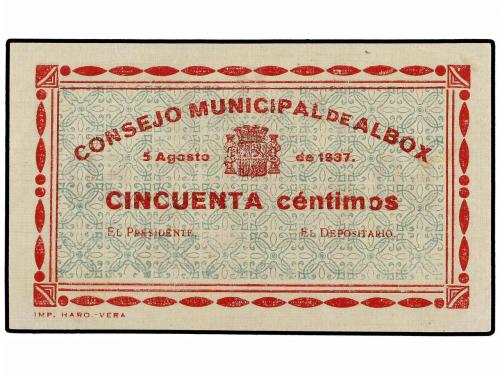 CONSEJO MUNICIPAL DE ALBOX
5 Agosto de 1937.
CINCUENTA céntimos
EL PRESIDENTE, EL DEPOSITARIO,
IMP. HARO.-VERA